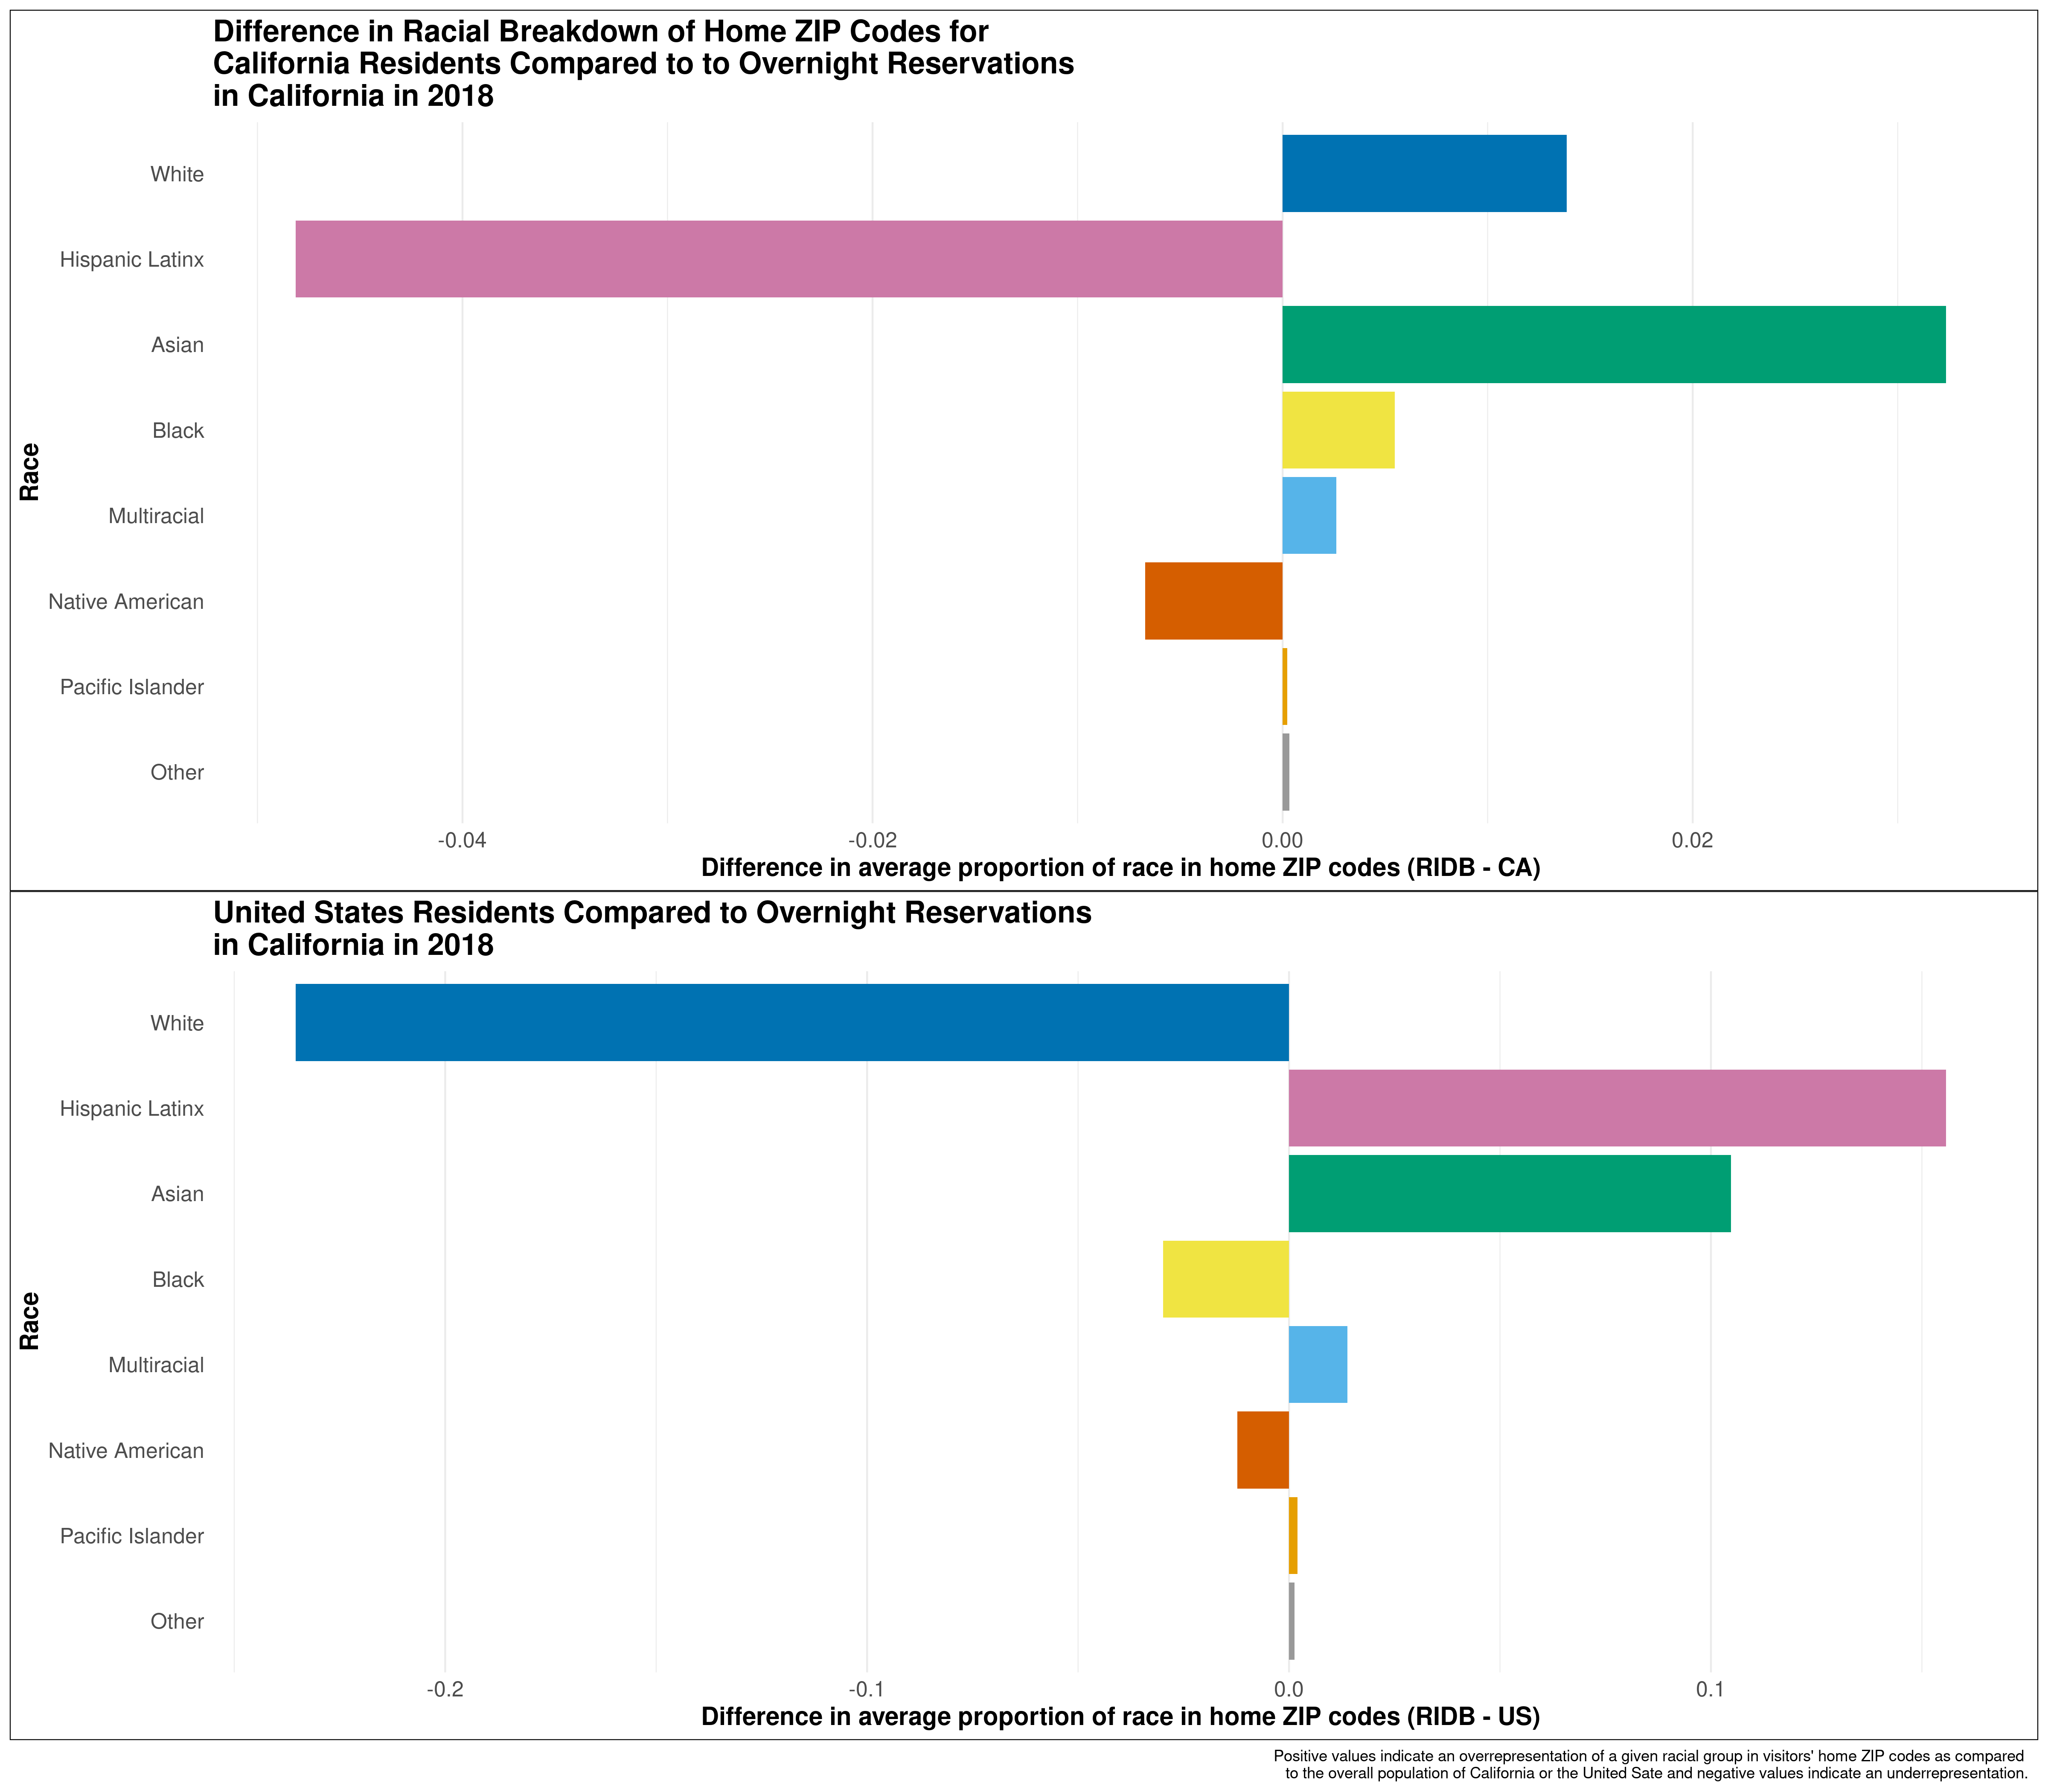 Difference in Racial Breakdown of Home ZIP Codes for
California Residents Compared to to Overnight Reservations
in California in 2018
Race
White
Hispanic Latinx
Asian
Black
Multiracial
Native American
Pacific Islander
Other
-0.04 -0.02 0.00 0.02
Difference in average proportion of race in home ZIP codes (RIDB - CA)
United States Residents Compared to Overnight Reservations
in California in 2018
Race
White
Hispanic Latinx
Asian
Black
Multiracial
Native American
Pacific Islander
Other
-0.2 -0.1 0.0 0.1
Difference in average proportion of race in home ZIP codes (RIDB - US)
Positive values indicate an overrepresentation of a given racial group in visitors' home ZIP codes as compared
to the overall population of California or the United Sate and negative values indicate an underrepresentation.